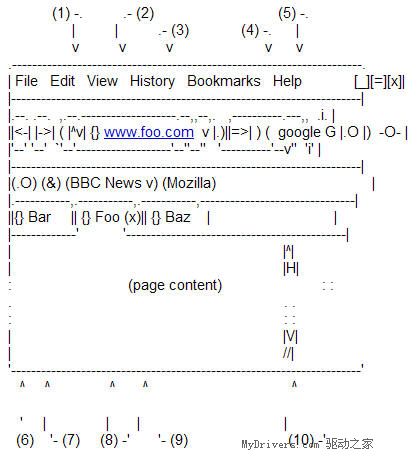 (1) -. .- (2) (5) -.
| | .- (3) (4) -. |
v v v v v
.---------------------------------------------------------------.
| File Edit View History Bookmarks Help [_][=][x]|
|---------------------------------------------------------------|
|.--. .--. ,.--.-----------------.--,,--,. ,---------.---,, .i. |
||<-| |->| ( |^v| {} www.foo.com v |.)||=>| ) ( google G |.O |) -O- |
|'--' '--' `'--'-----------------'--"--" '---------'--v" 'i' |
|---------------------------------------------------------------|
|(.O) (&) (BBC News v) (Mozilla) |
|.----------,----------,.----------,----------------------------|
||{} Bar || {} Foo (x)|| {} Baz | |
|------------' '----------------------------------------|
| |^|
| |H|
: (page content) : :
. . .
: : :
| |V|
| //|
'---------------------------------------------------------------'
^ ^ ^ ^ ^
' | | | |
(6) '- (7) (8) -' '- (9) (10) -'
MyDrivers.com 驱动之家